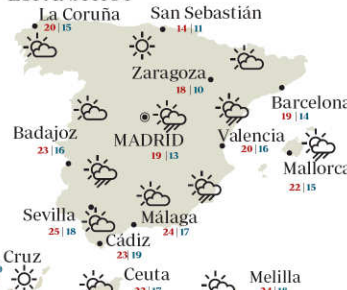 La Coruña
20|15
San Sebastián
14|11
Zaragoza
18|10
Barcelona
19|14
MADRID
19|13
Badajoz
23|16
Valencia
20|16
Mallorca
22|15
Sevilla
25|18
Málaga
24|17
Cádiz
23|19
Cruz
Ceuta
Melilla